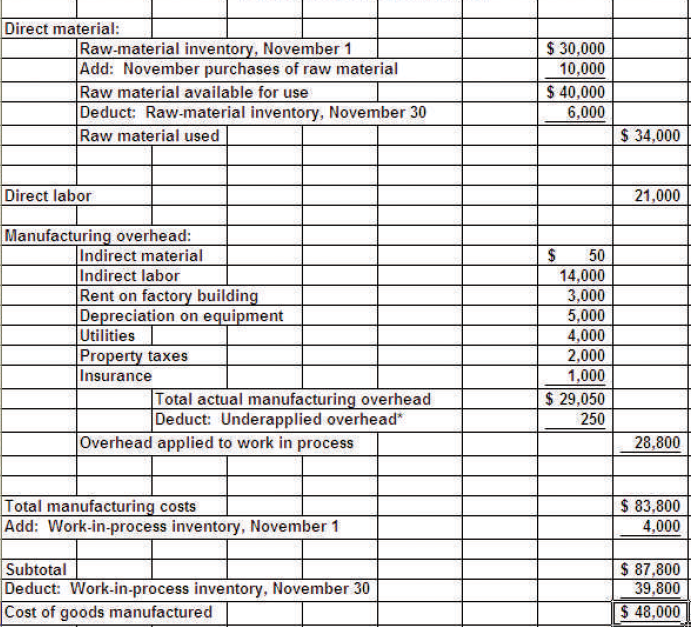 Direct material:
Raw-material inventory, November 1 $ 30,000
Add: November purchases of raw material 10,000
Raw material available for use $ 40,000
Deduct: Raw-material inventory, November 30 6,000
Raw material used $ 34,000
Direct labor 21,000
Manufacturing overhead:
Indirect material $ 50
Indirect labor 14,000
Rent on factory building 3,000
Depreciation on equipment 5,000
Utilities 4,000
Property taxes 2,000
Insurance 1,000
Total actual manufacturing overhead $ 29,050
Deduct: Underapplied overhead* 250
Overhead applied to work in process 28,800
Total manufacturing costs $ 83,800
Add: Work-in-process inventory, November 1 4,000
Subtotal $ 87,800
Deduct: Work-in-process inventory, November 30 39,800
Cost of goods manufactured $ 48,000